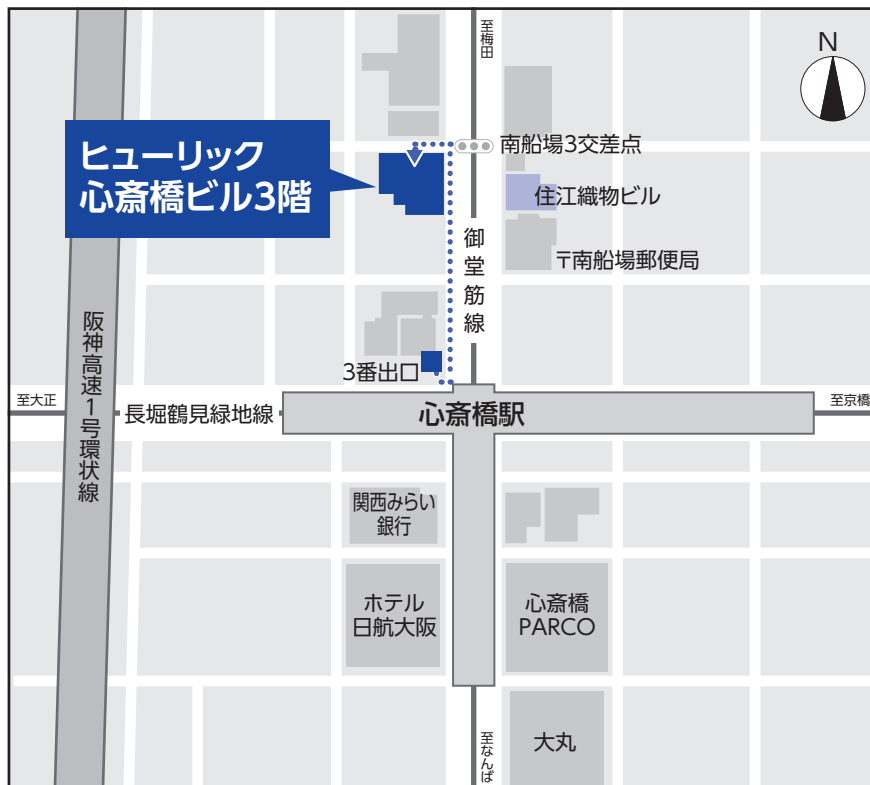 至梅田
N
南船場3交差点
ヒューリック
心斎橋ビル3階
住江織物ビル
御堂筋線
〒南船場郵便局
阪神高速1号環状線
3番出口
至大正
長堀鶴見緑地線
心斎橋駅
至京橋
関西みらい
銀行
ホテル
日航大阪
心斎橋
PARCO
至なんば
大丸